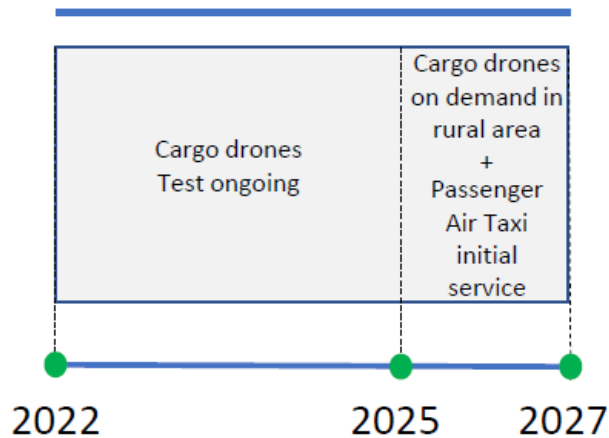 Cargo drones
Test ongoing
Cargo drones
on demand in
rural area
+
Passenger
Air Taxi
initial
service
2022
2025
2027